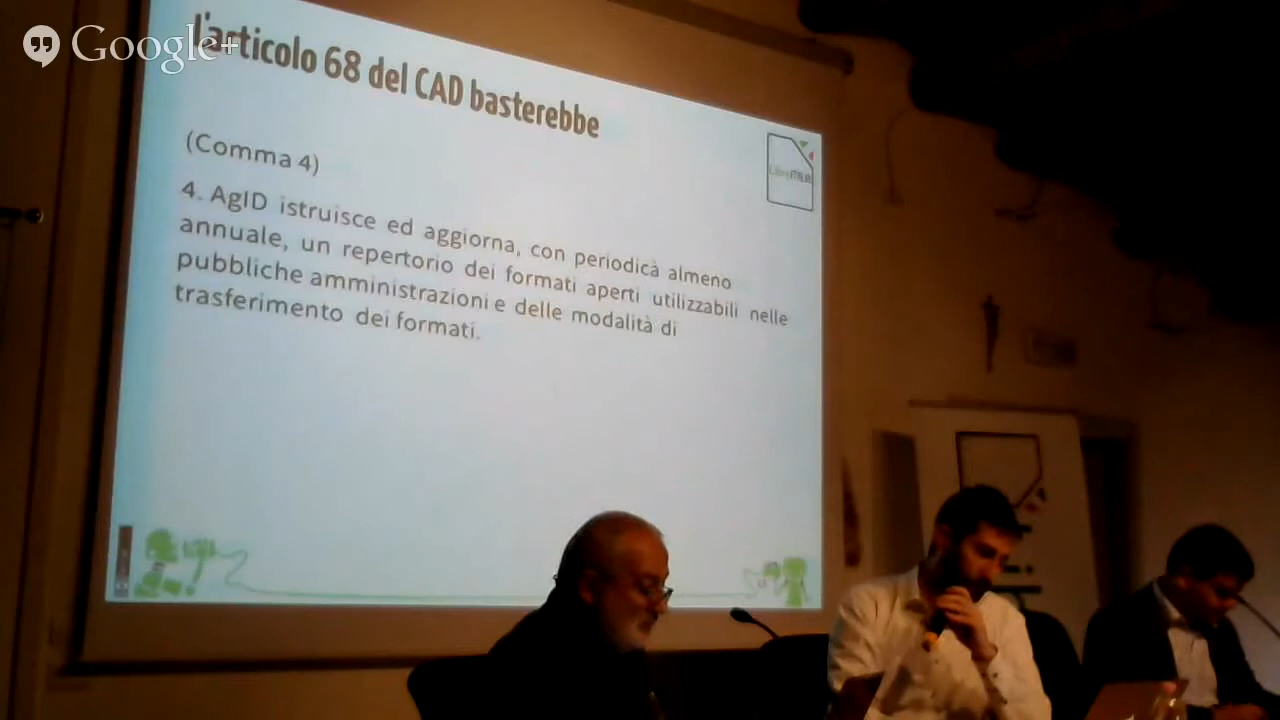 Google+
l'articolo 68 del CAD basterebbe
LibreITALIA
(Comma 4)
4. AgID istruisce ed aggiorna, con periodicà almeno
annuale, un repertorio dei formati aperti utilizzabili nelle
pubbliche amministrazioni e delle modalità di
trasferimento dei formati.